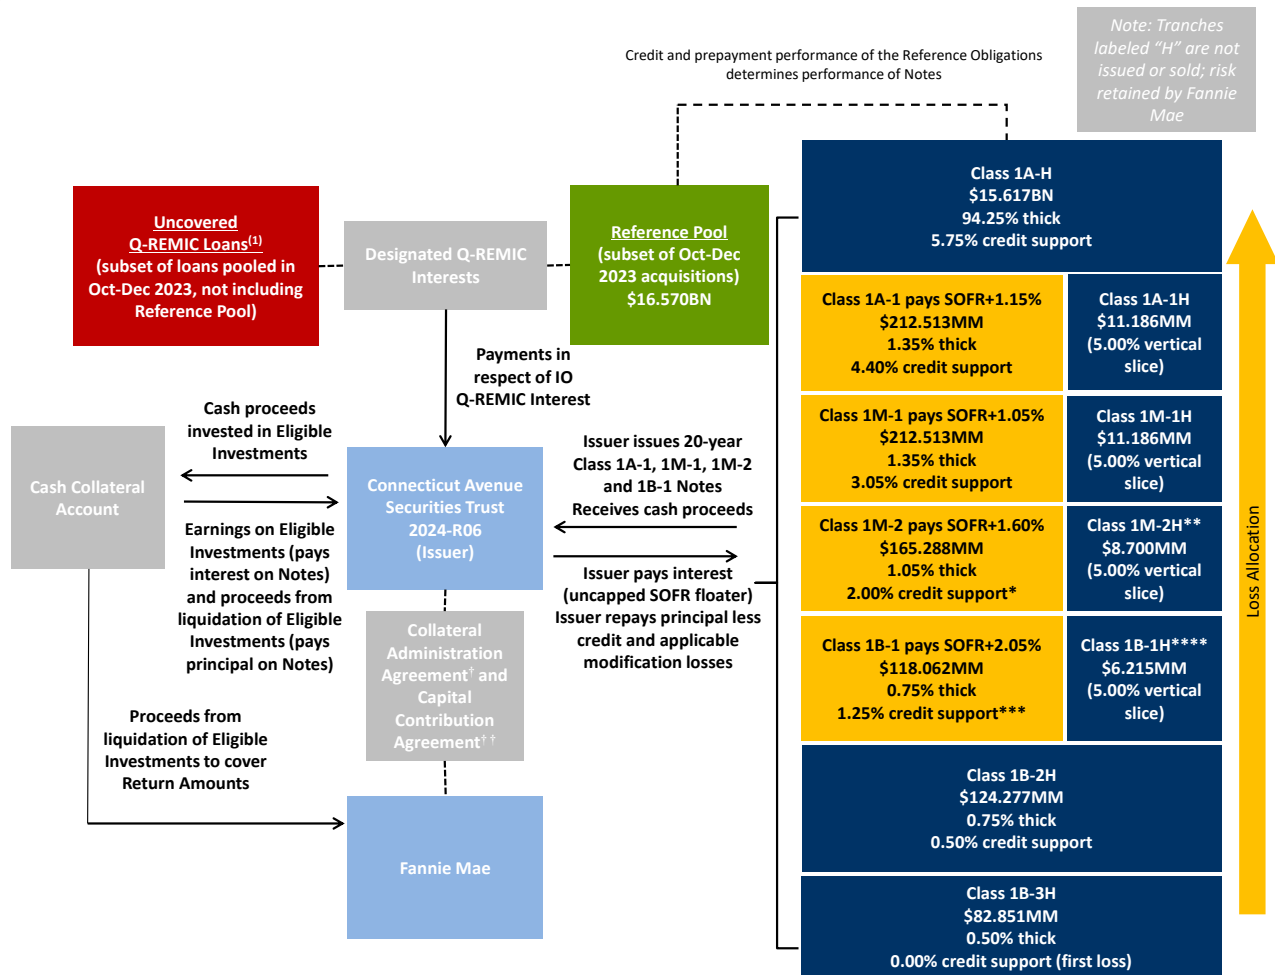 Note: Tranches
labeled "H" are not
issued or sold; risk
retained by Fannie
Mae
Credit and prepayment performance of the Reference Obligations
determines performance of Notes
Uncovered
Q-REMIC Loans(1)
(subset of loans pooled in
Oct-Dec 2023, not including
Reference Pool)
Designated Q-REMIC
Interests
Reference Pool
(subset of Oct-Dec
2023 acquisitions)
$16.570BN
Payments in
respect of IO
Q-REMIC Interest
Cash proceeds
invested in Eligible
Investments
Cash Collateral
Account
Earnings on Eligible
Investments (pays
interest on Notes)
and proceeds from
liquidation of Eligible
Investments (pays
principal on Notes)
Connecticut Avenue
Securities Trust
2024-R06
(Issuer)
Issuer issues 20-year
Class 1A-1, 1M-1, 1M-2
and 1B-1 Notes
Receives cash proceeds
Issuer pays interest
(uncapped SOFR floater)
Issuer repays principal less
credit and applicable
modification losses
Collateral
Administration
Agreement† and
Capital
Contribution
Agreement††
Proceeds from
liquidation of Eligible
Investments to cover
Return Amounts
Fannie Mae
Class 1A-H
$15.617BN
94.25% thick
5.75% credit support
Class 1A-1 pays SOFR+1.15%
$212.513MM
1.35% thick
4.40% credit support
Class 1A-1H
$11.186MM
(5.00% vertical
slice)
Class 1M-1 pays SOFR+1.05%
$212.513MM
1.35% thick
3.05% credit support
Class 1M-1H
$11.186MM
(5.00% vertical
slice)
Class 1M-2 pays SOFR+1.60%
$165.288MM
1.05% thick
2.00% credit support*
Class 1M-2H**
$8.700MM
(5.00% vertical
slice)
Class 1B-1 pays SOFR+2.05%
$118.062MM
0.75% thick
1.25% credit support***
Class 1B-1H****
$6.215MM
(5.00% vertical
slice)
Class 1B-2H
$124.277MM
0.75% thick
0.50% credit support
Class 1B-3H
$82.851MM
0.50% thick
0.00% credit support (first loss)
Loss Allocation